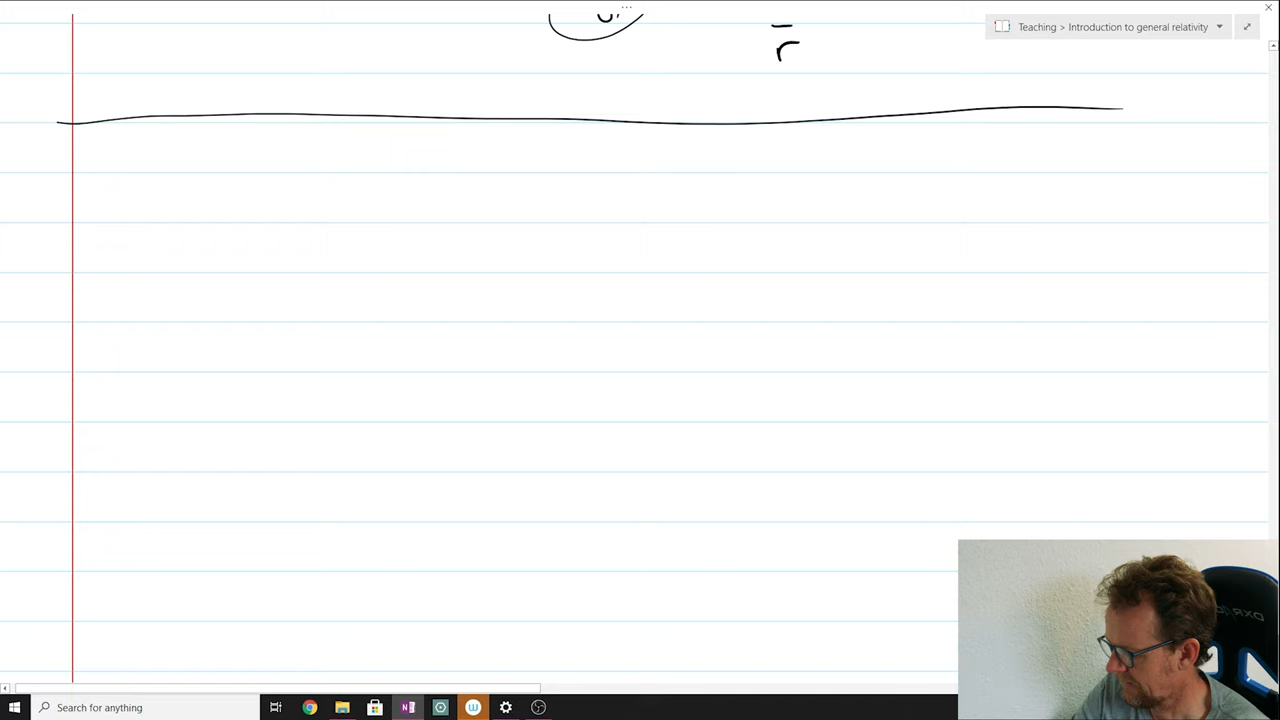 r
Teaching > Introduction to general relativity
Search for anything